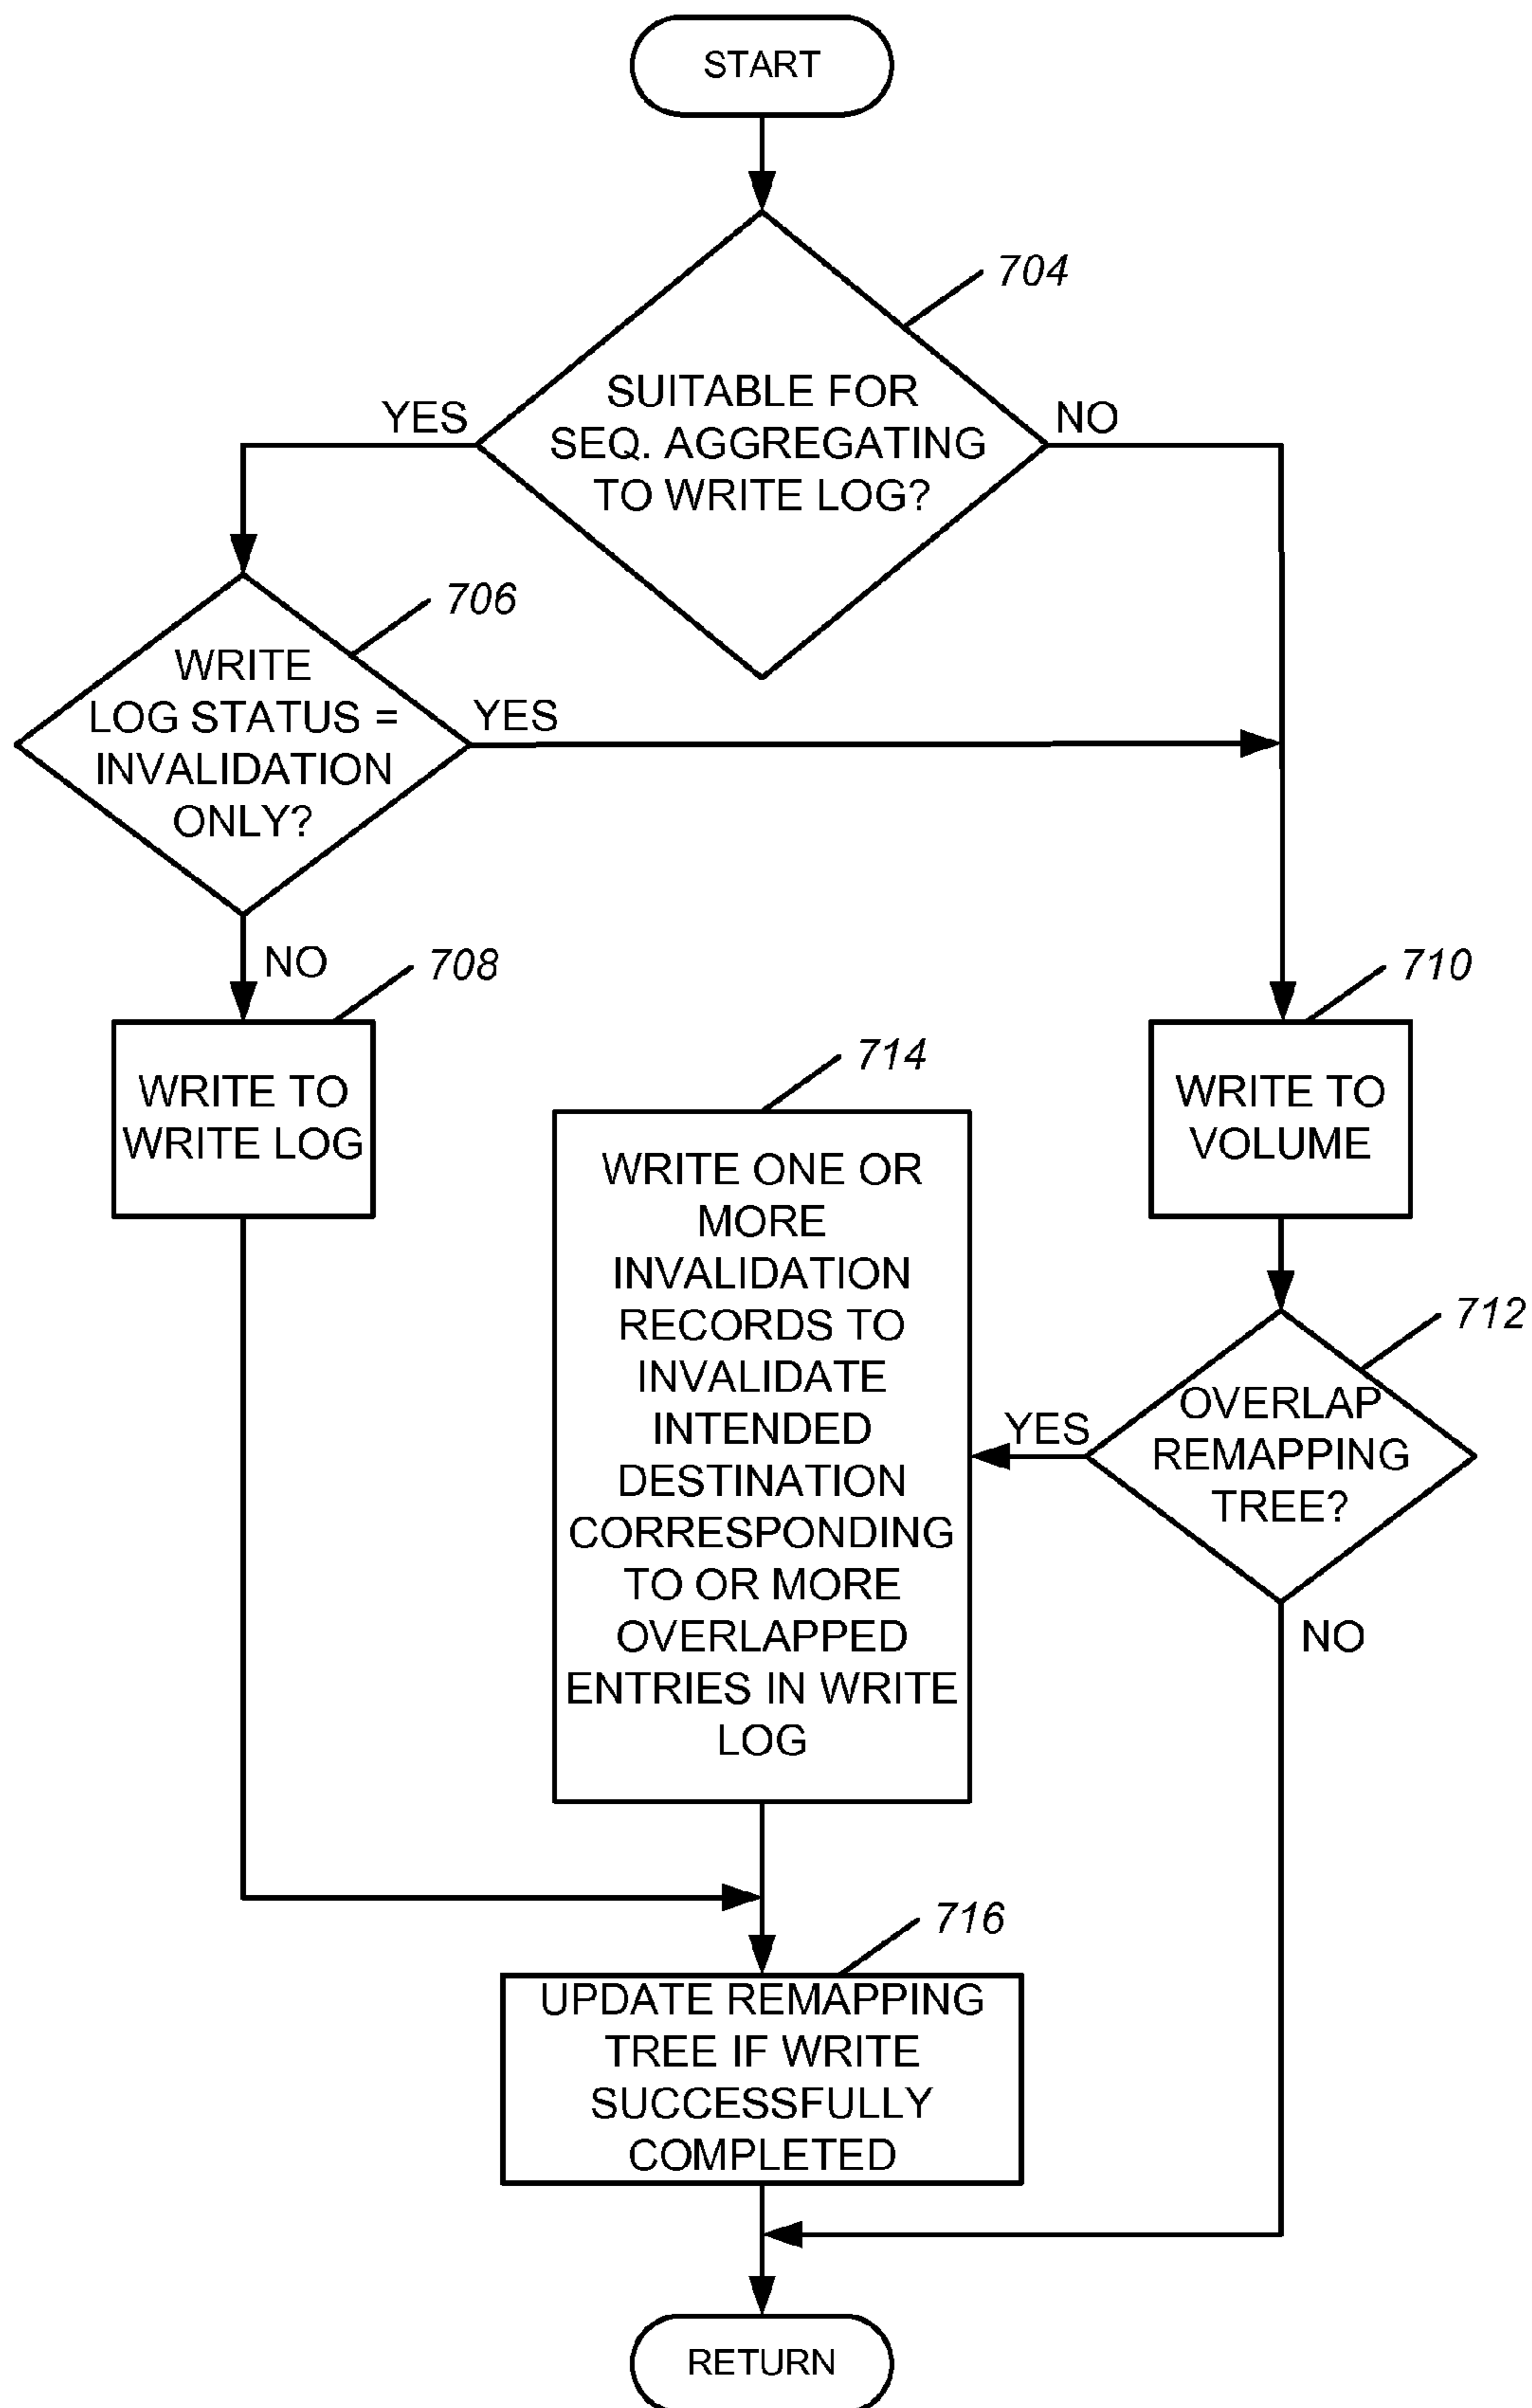 START
704
SUITABLE FOR
SEQ. AGGREGATING
TO WRITE LOG?
YES
NO
706
WRITE
LOG STATUS =
INVALIDATION
ONLY?
YES
NO
708
WRITE TO
WRITE LOG
710
WRITE TO
VOLUME
714
WRITE ONE OR
MORE
INVALIDATION
RECORDS TO
INVALIDATE
INTENDED
DESTINATION
CORRESPONDING
TO OR MORE
OVERLAPPED
ENTRIES IN WRITE
LOG
712
OVERLAP
REMAPPING
TREE?
YES
NO
716
UPDATE REMAPPING
TREE IF WRITE
SUCCESSFULLY
COMPLETED
RETURN